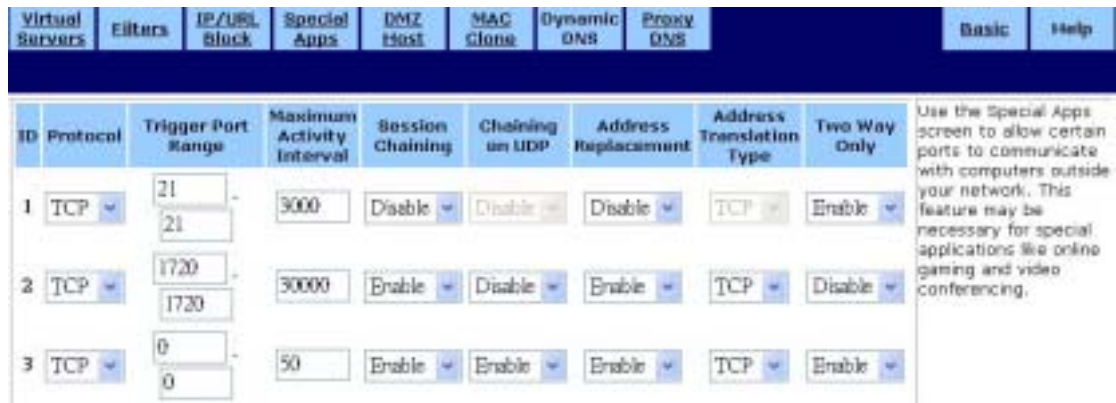 Virtual Servers Filters IP/URL Block Special Apps DMZ Host MAC Clone Dynamic DNS Proxy DNS Basic Help
ID Protocol Trigger Port Range Maximum Activity Interval Session Chaining Chaining on UDP Address Replacement Address Translation Type Two Way Only
1 TCP 21 - 21 3000 Disable Disable Disable TCP Enable
2 TCP 1720 - 1720 30000 Enable Disable Enable TCP Disable
3 TCP 0 - 0 50 Enable Enable Enable TCP Enable
Use the Special Apps
screen to allow certain
ports to communicate
with computers outside
your network. This
feature may be
necessary for special
applications like online
gaming and video
conferencing.